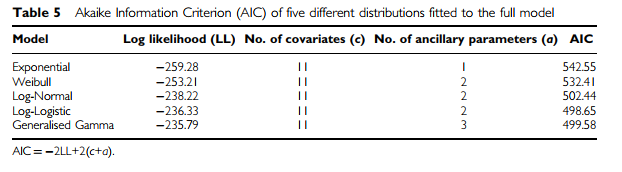 Table 5 Akaike Information Criterion (AIC) of five different distributions fitted to the full model
Model Log likelihood (LL) No. of covariates (c) No. of ancillary parameters (a) AIC
Exponential −259.28 11 1 542.55
Weibull −253.21 11 2 532.41
Log-Normal −238.22 11 2 502.44
Log-Logistic −236.33 11 2 498.65
Generalised Gamma −235.79 11 3 499.58
AIC = −2LL+2(c+a).